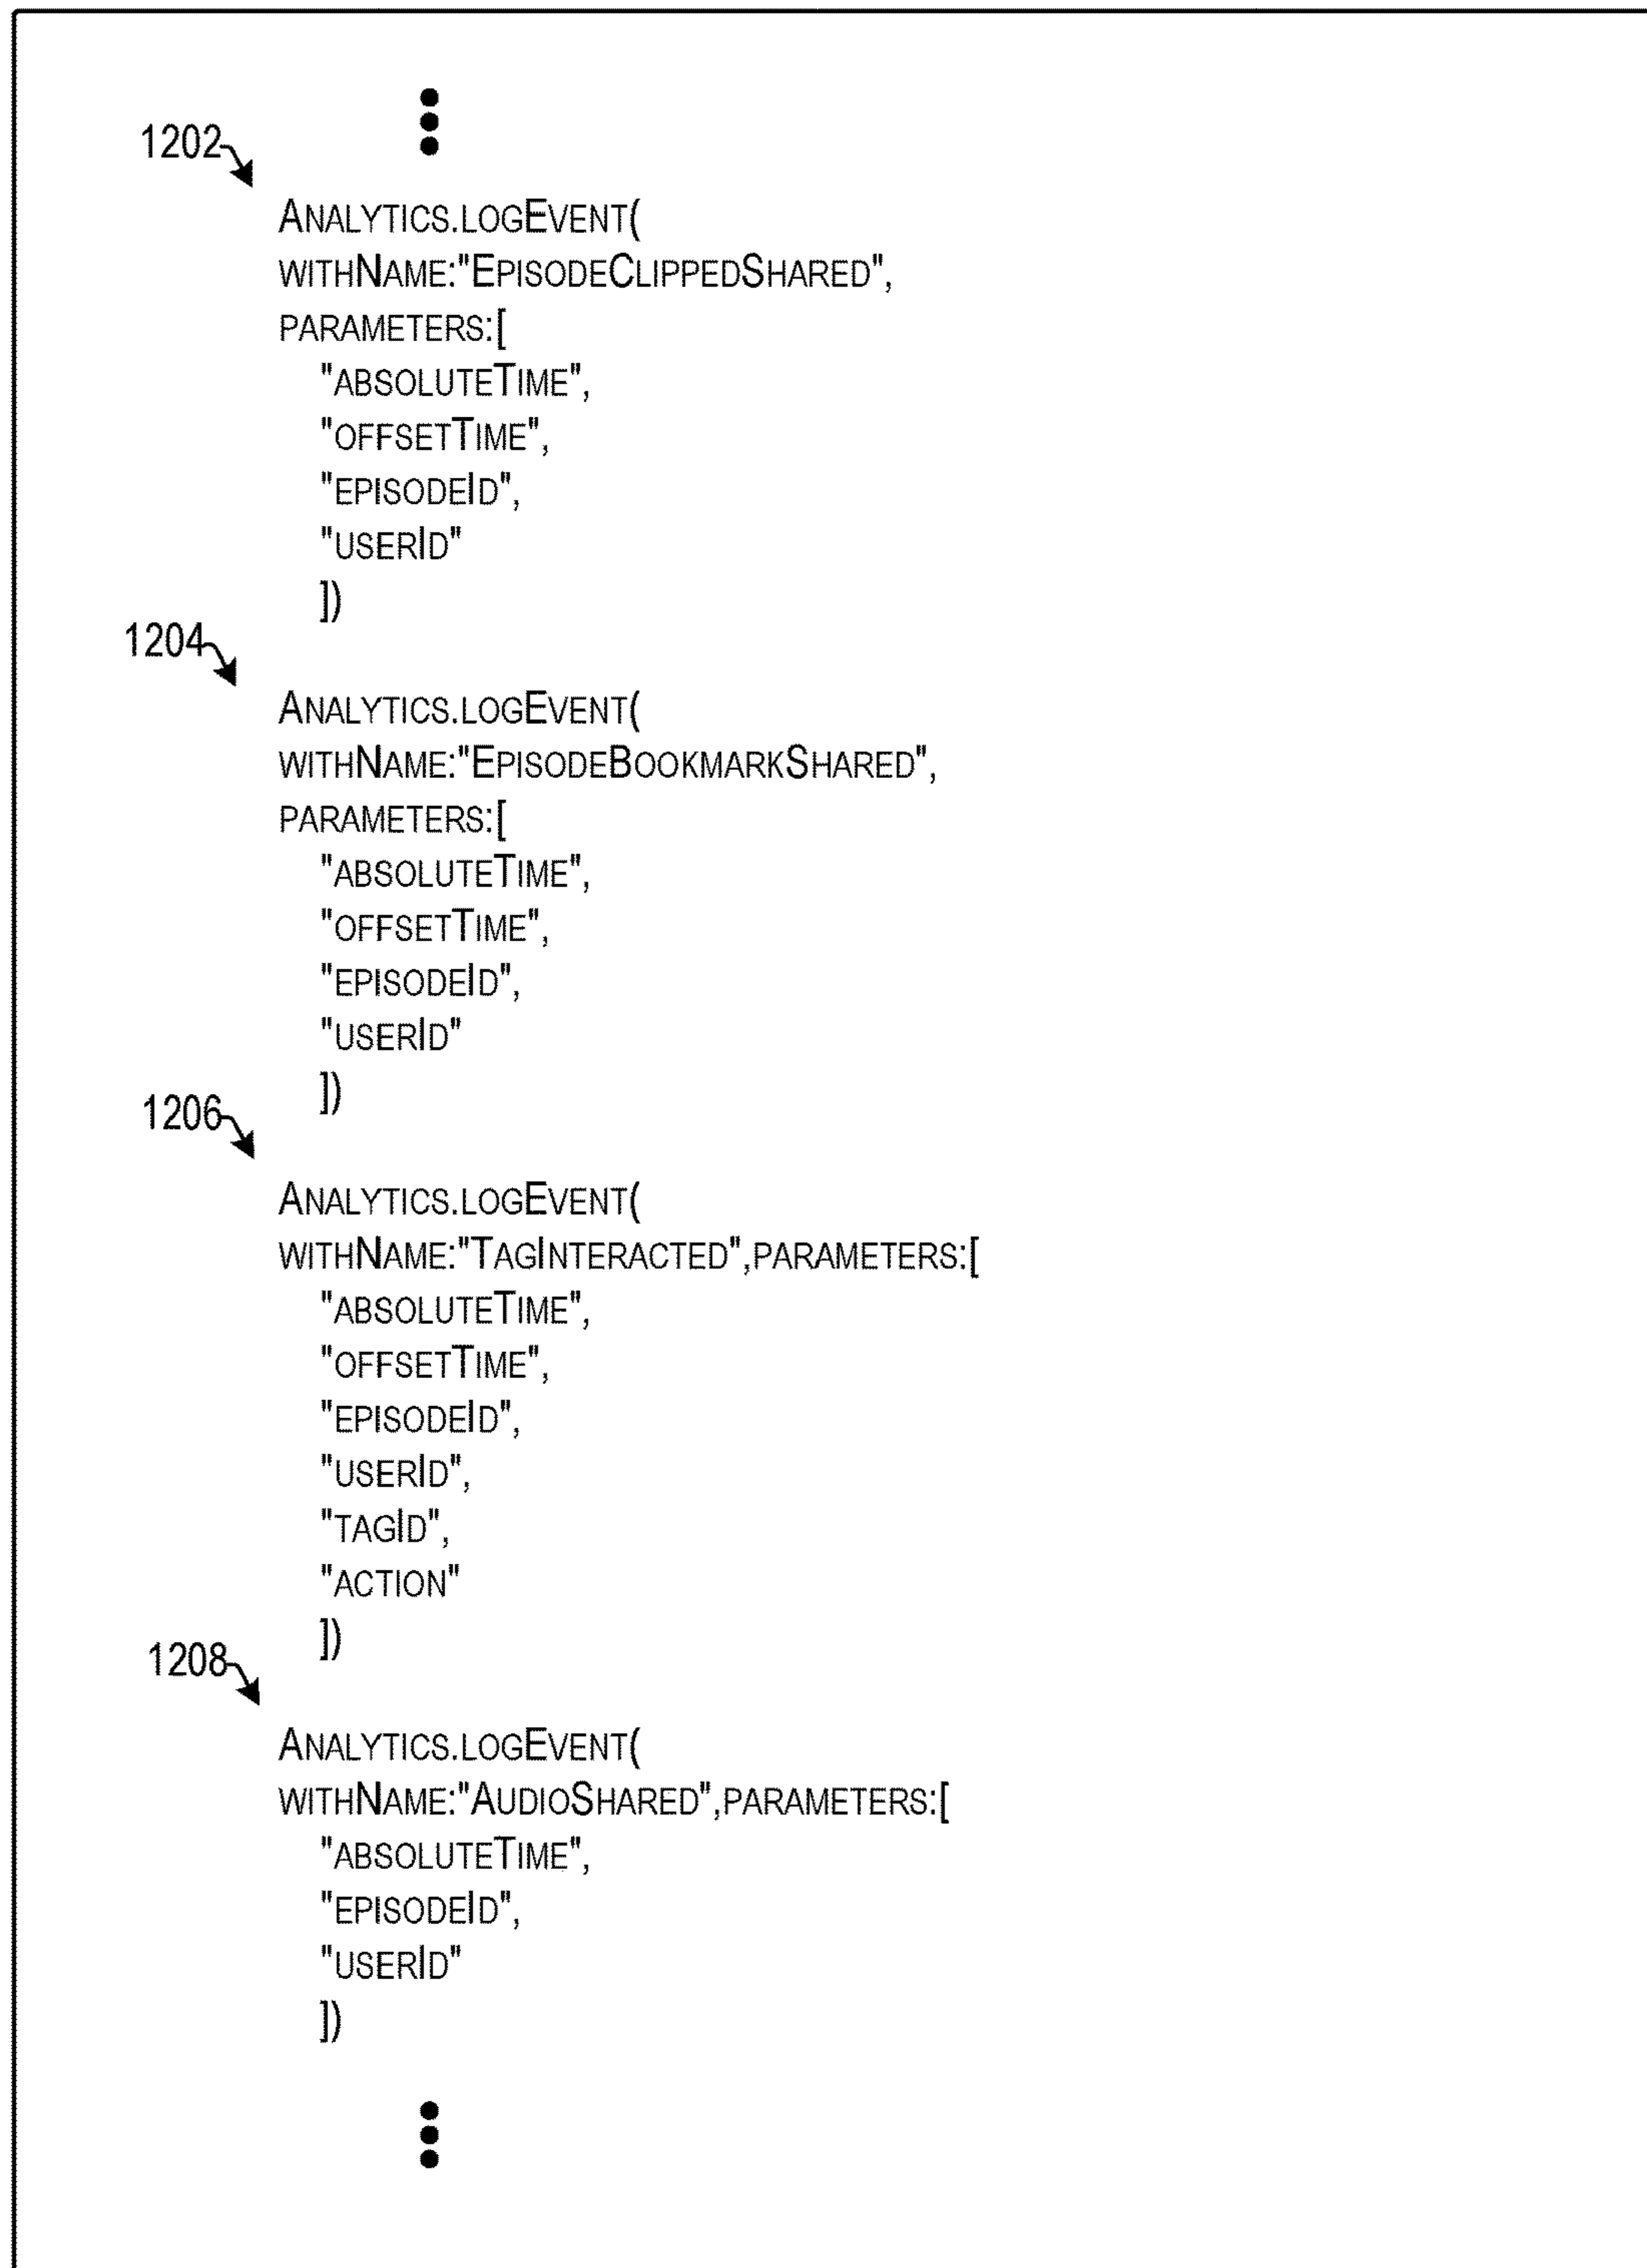 1202
Analytics.logEvent(
withName:"EpisodeClippedShared",
parameters:[
"absoluteTime",
"offsetTime",
"episodeId",
"userId"
])
1204
Analytics.logEvent(
withName:"EpisodeBookmarkShared",
parameters:[
"absoluteTime",
"offsetTime",
"episodeId",
"userId"
])
1206
Analytics.logEvent(
withName:"TagInteracted",parameters:[
"absoluteTime",
"offsetTime",
"episodeId",
"userId",
"tagId",
"action"
])
1208
Analytics.logEvent(
withName:"AudioShared",parameters:[
"absoluteTime",
"episodeId",
"userId"
])